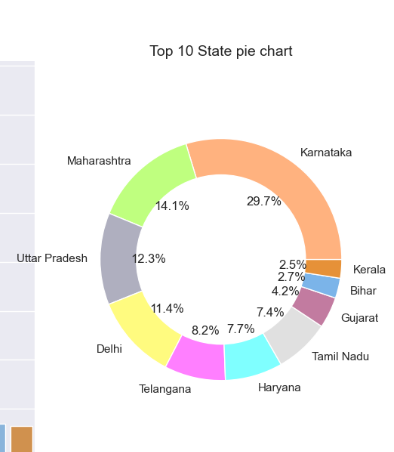 Top 10 State pie chart
Karnataka
29.7%
Maharashtra
14.1%
Uttar Pradesh
12.3%
Delhi
11.4%
Telangana
8.2%
Haryana
7.7%
Tamil Nadu
7.4%
Gujarat
4.2%
Bihar
2.7%
Kerala
2.5%